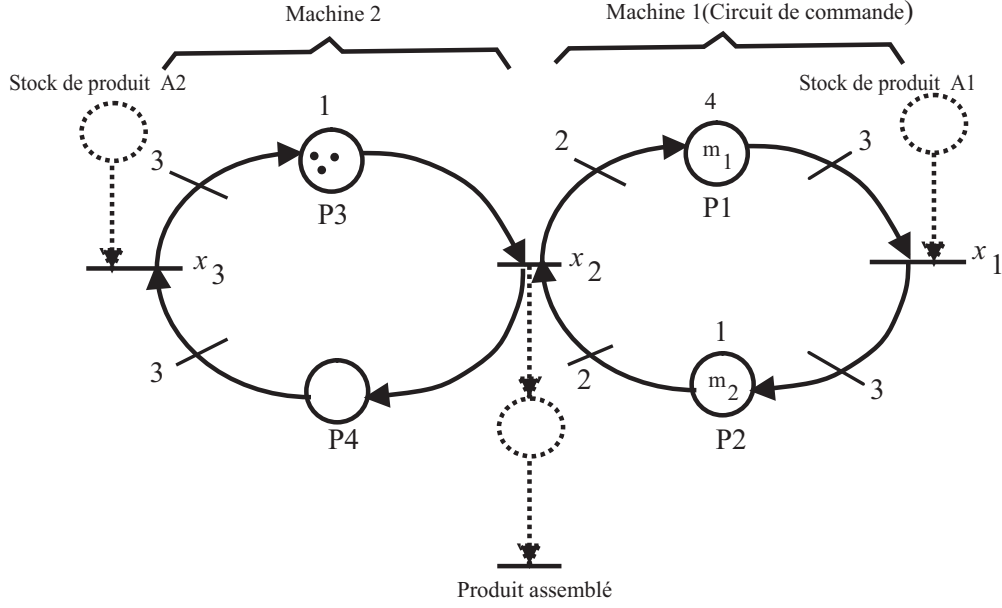 Machine 2
Machine 1(Circuit de commande)
Stock de produit A2
Stock de produit A1
1
4
3
2
3
m1
P3
P1
x3
x2
x1
3
2
1
3
m2
P4
P2
Produit assemblé